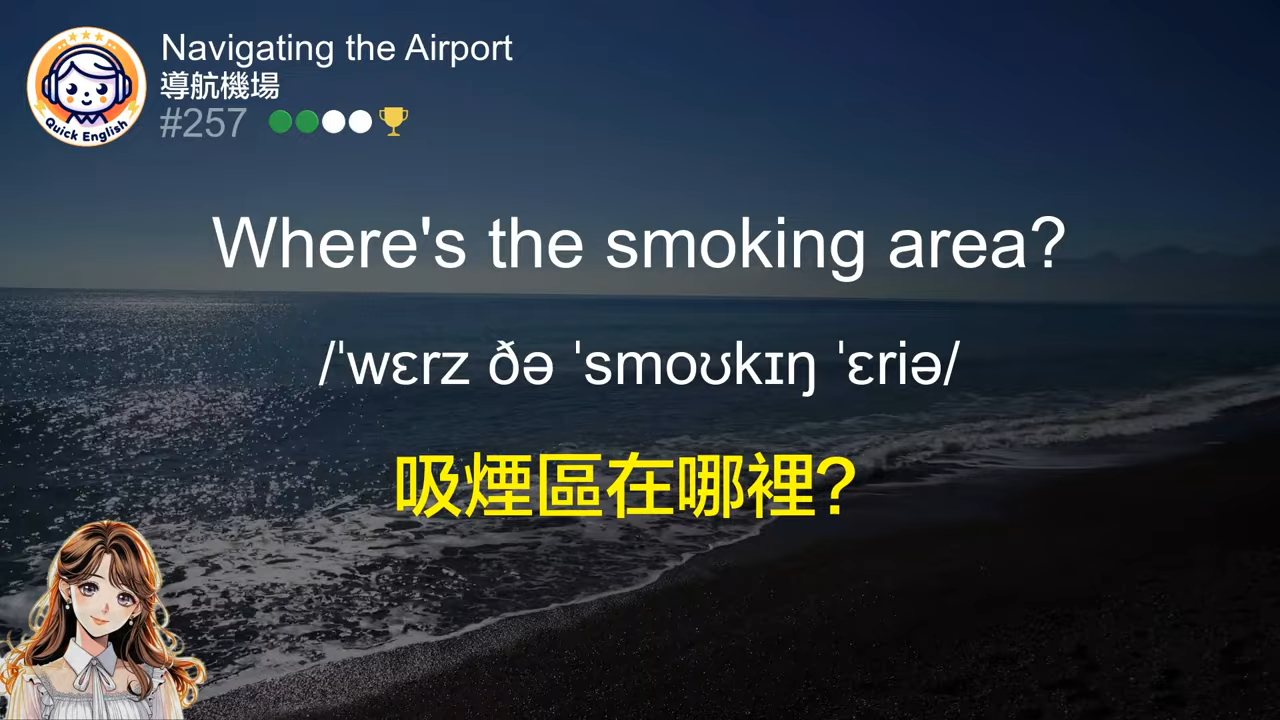 Navigating the Airport
導航機場
#257
Quick English
Where's the smoking area?
/ˈwɛrz ðə ˈsmoʊkɪŋ ˈɛriə/
吸煙區在哪裡?